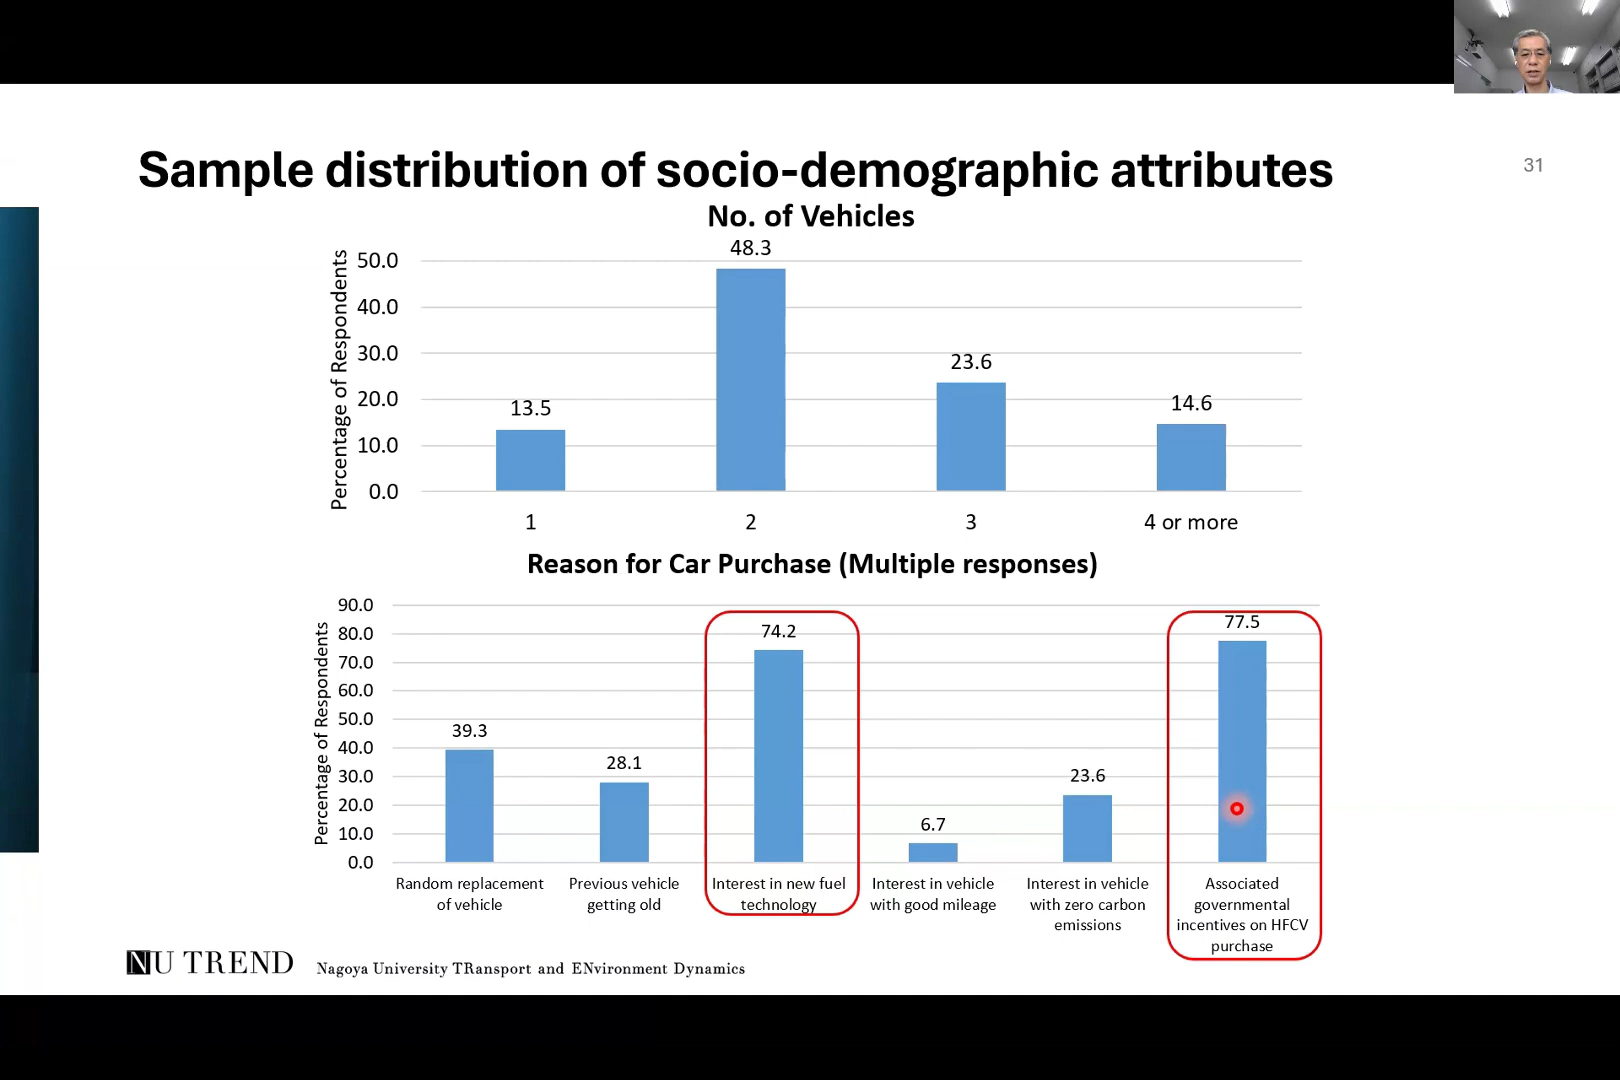 Sample distribution of socio-demographic attributes
31
No. of Vehicles
Percentage of Respondents
50.0
40.0
30.0
20.0
10.0
0.0
48.3
13.5
23.6
14.6
1
2
3
4 or more
Reason for Car Purchase (Multiple responses)
Percentage of Respondents
90.0
80.0
70.0
60.0
50.0
40.0
30.0
20.0
10.0
0.0
39.3
28.1
74.2
6.7
23.6
77.5
Random replacement
of vehicle
Previous vehicle
getting old
Interest in new fuel
technology
Interest in vehicle
with good mileage
Interest in vehicle
with zero carbon
emissions
Associated
governmental
incentives on HFCV
purchase
NU TREND
Nagoya University TRansport and ENvironment Dynamics